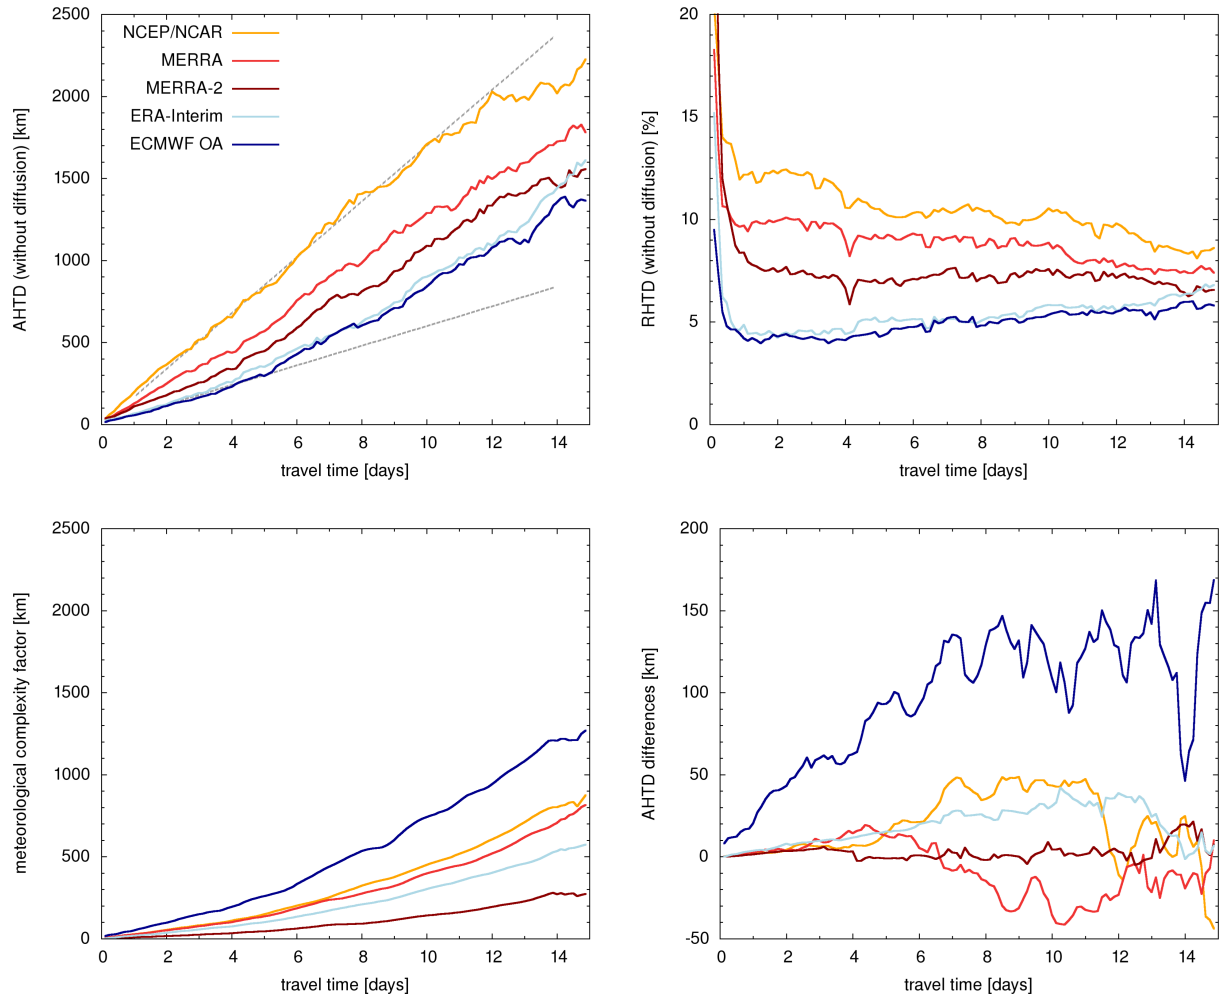 AHTD (without diffusion) [km]
2500
2000
1500
1000
500
0
NCEP/NCAR
MERRA
MERRA-2
ERA-Interim
ECMWF OA
0 2 4 6 8 10 12 14
travel time [days]
RHTD (without diffusion) [%]
20
15
10
5
0
0 2 4 6 8 10 12 14
travel time [days]
meteorological complexity factor [km]
2500
2000
1500
1000
500
0
0 2 4 6 8 10 12 14
travel time [days]
AHTD differences [km]
200
150
100
50
0
-50
0 2 4 6 8 10 12 14
travel time [days]